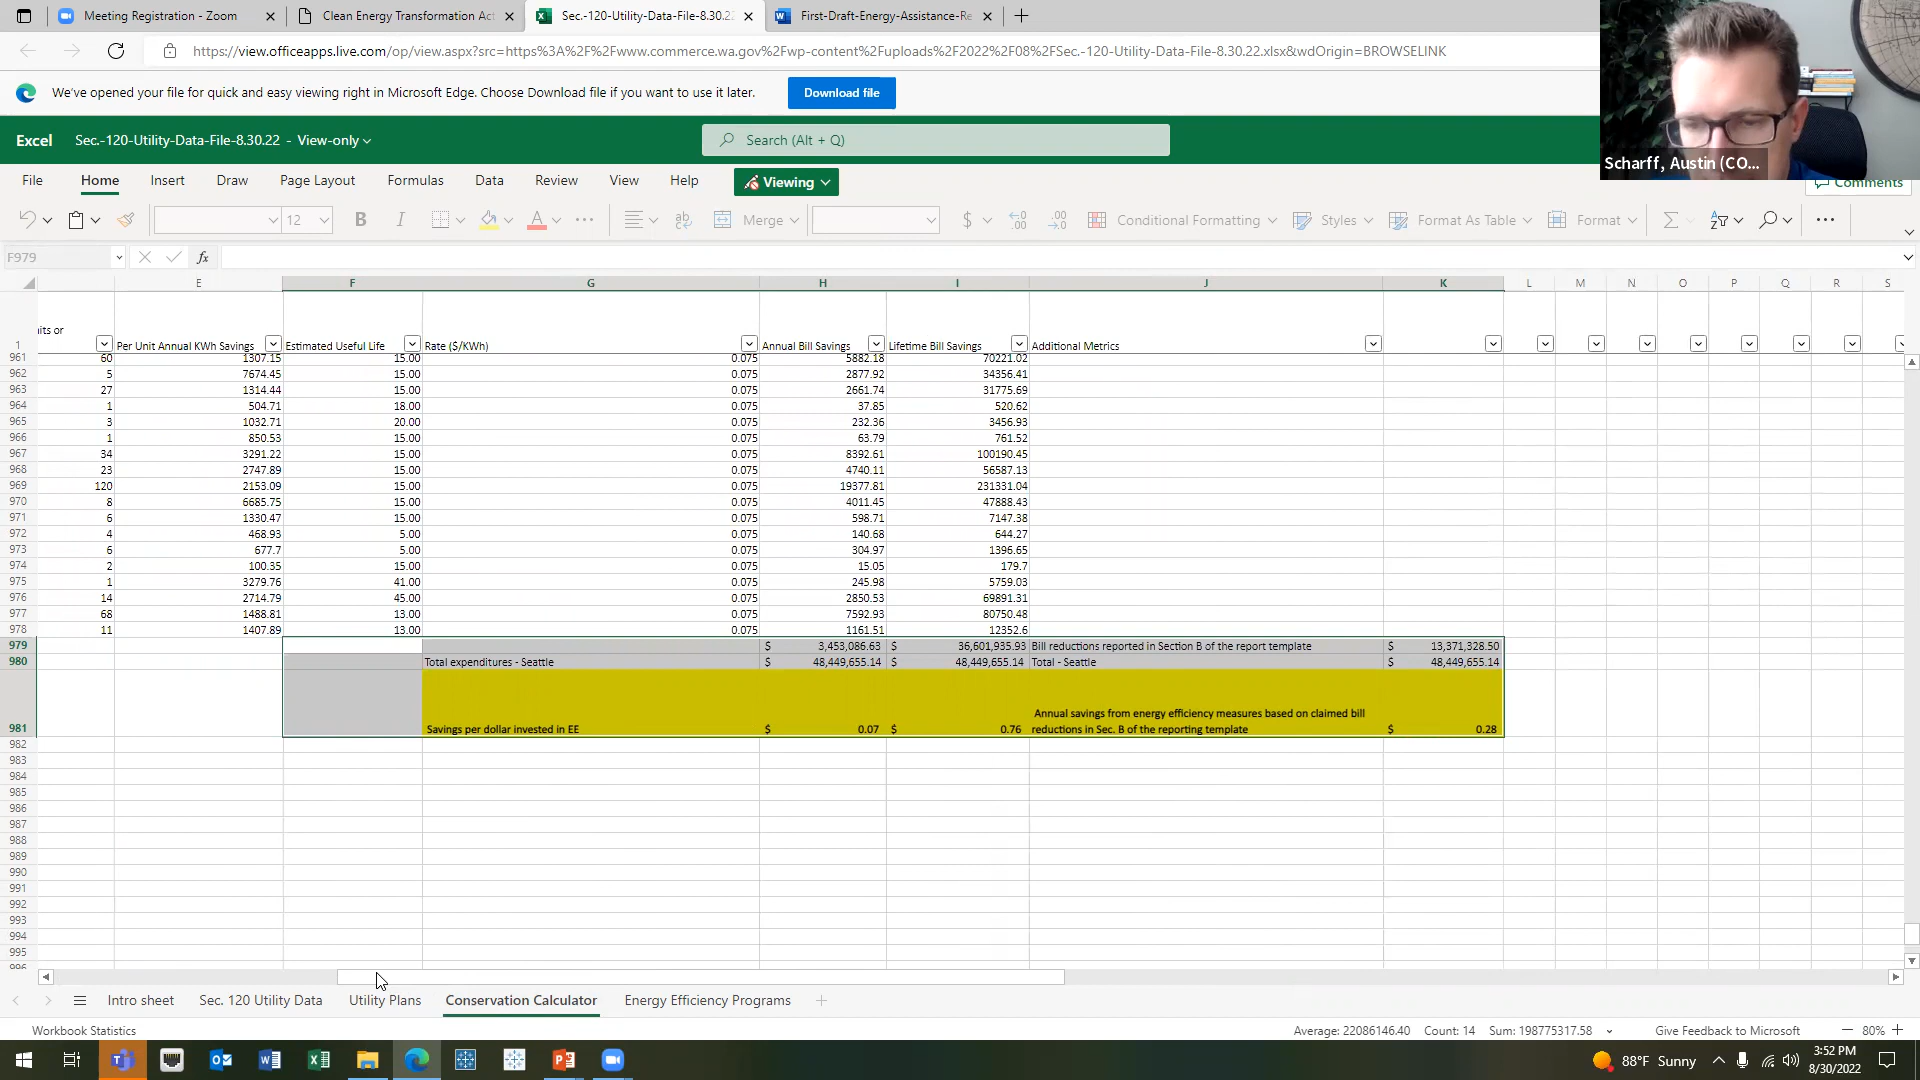 Meeting Registration - Zoom
Clean Energy Transformation Act
Sec.-120-Utility-Data-File-8.30.22
First-Draft-Energy-Assistance-Re
https://view.officeapps.live.com/op/view.aspx?src=https%3A%2F%2Fwww.commerce.wa.gov%2Fwp-content%2Fuploads%2F2022%2F08%2FSec.-120-Utility-Data-File-8.30.22.xlsx&wdOrigin=BROWSELINK
We've opened your file for quick and easy viewing right in Microsoft Edge. Choose Download file if you want to use it later.
Download file
Scharff, Austin (CO...
Excel Sec.-120-Utility-Data-File-8.30.22 - View-only
Search (Alt + Q)
File Home Insert Draw Page Layout Formulas Data Review View Help Viewing Comments
12 B I A ab Merge $ .00 Conditional Formatting Styles Format As Table Format
F979 fx
E F G H I J K L M N O P Q R S
its or
1 Per Unit Annual KWh Savings Estimated Useful Life Rate ($/KWh) Annual Bill Savings Lifetime Bill Savings Additional Metrics
961 60 1307.15 15.00 0.075 5882.18 70221.02
962 5 7674.45 15.00 0.075 2877.92 34356.41
963 27 1314.44 15.00 0.075 2661.74 31775.69
964 1 504.71 18.00 0.075 37.85 520.62
965 3 1032.71 20.00 0.075 232.36 3456.93
966 1 850.53 15.00 0.075 63.79 761.52
967 34 3291.22 15.00 0.075 8392.61 100190.45
968 23 2747.89 15.00 0.075 4740.11 56587.13
969 120 2153.09 15.00 0.075 19377.81 231331.04
970 8 6685.75 15.00 0.075 4011.45 47888.43
971 6 1330.47 15.00 0.075 598.71 7147.38
972 4 468.93 5.00 0.075 140.68 644.27
973 6 677.7 5.00 0.075 304.97 1396.65
974 2 100.35 15.00 0.075 15.05 179.7
975 1 3279.76 41.00 0.075 245.98 5759.03
976 14 2714.79 45.00 0.075 2850.53 69891.31
977 68 1488.81 13.00 0.075 7592.93 80750.48
978 11 1407.89 13.00 0.075 1161.51 12352.6
979 $ 3,453,086.63 $ 36,601,935.93 Bill reductions reported in Section B of the report template $ 13,371,328.50
980 Total expenditures - Seattle $ 48,449,655.14 $ 48,449,655.14 Total - Seattle $ 48,449,655.14
Annual savings from energy efficiency measures based on claimed bill
981 Savings per dollar invested in EE $ 0.07 $ 0.76 reductions in Sec. B of the reporting template $ 0.28
982
983
984
985
986
987
988
989
990
991
992
993
994
995
996
Intro sheet Sec. 120 Utility Data Utility Plans Conservation Calculator Energy Efficiency Programs
Workbook Statistics Average: 22086146.40 Count: 14 Sum: 198775317.58 Give Feedback to Microsoft 80%
88°F Sunny 3:52 PM
8/30/2022